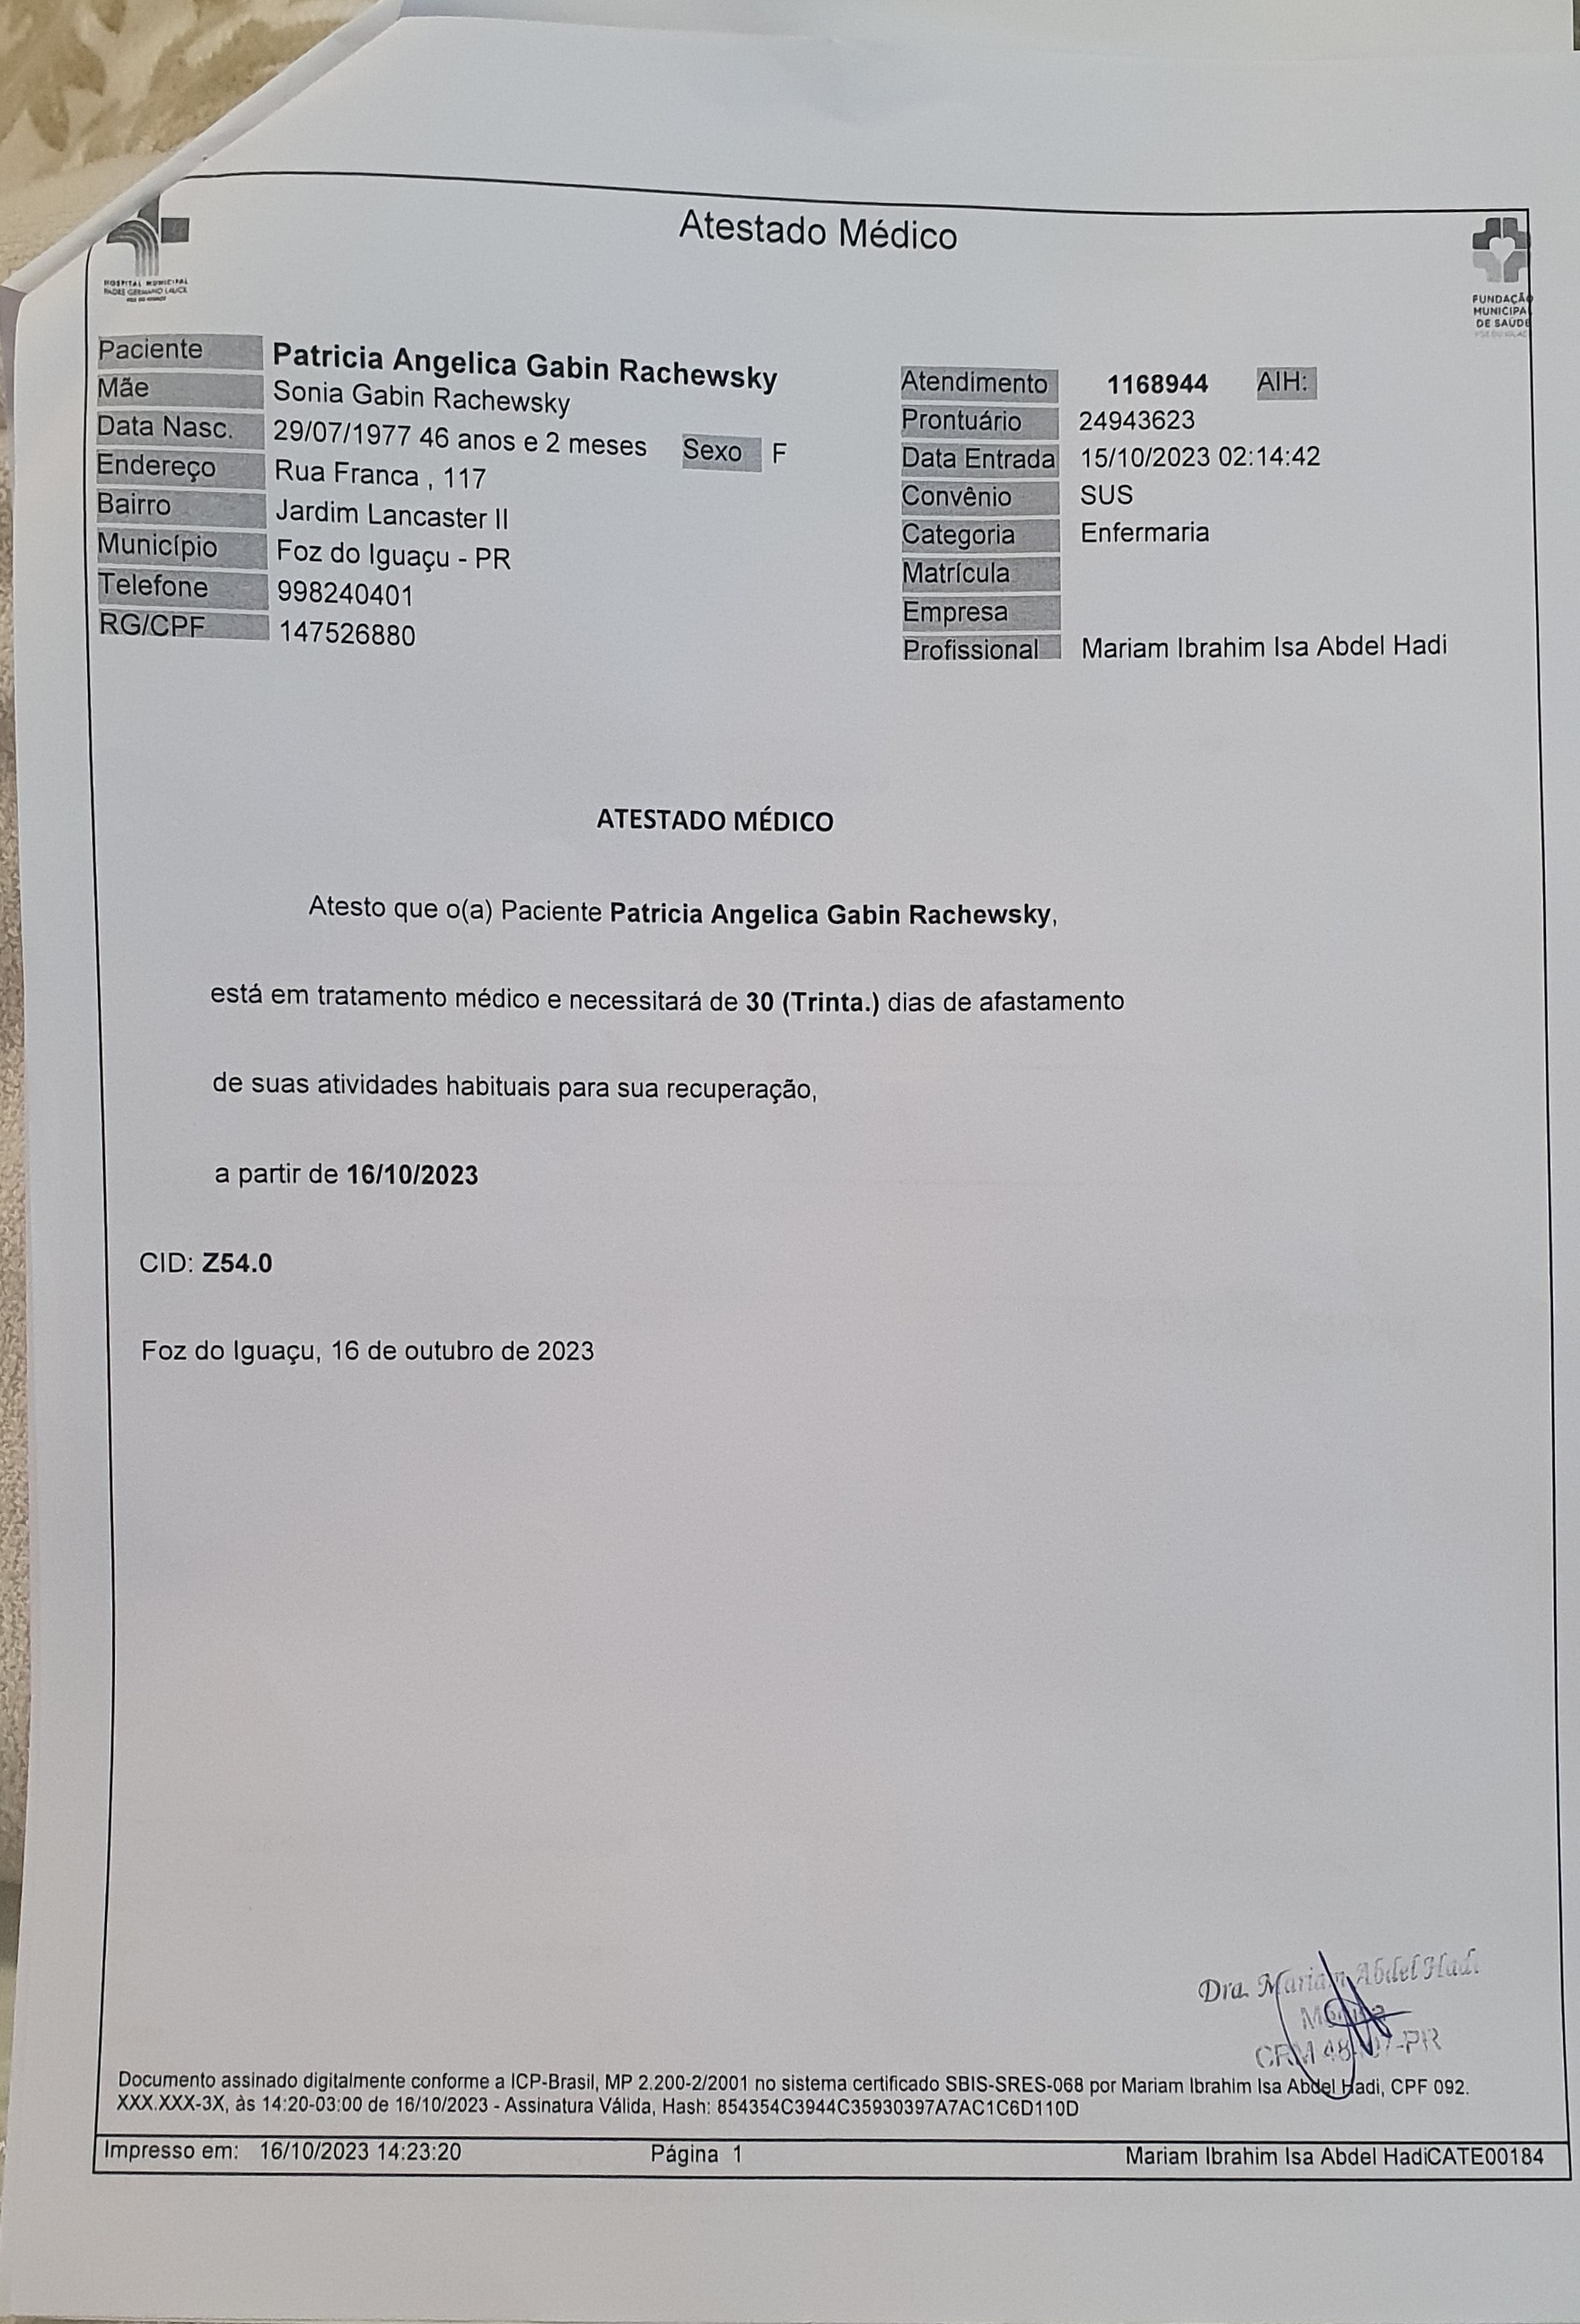 Atestado Médico
HOSPITAL MUNICIPAL
PADRE GERMANO LAUCK
FOZ DO IGUAÇU
FUNDAÇÃO
MUNICIPAL
DE SAÚDE
FOZ DO IGUAÇU
Paciente Patricia Angelica Gabin Rachewsky
Mãe Sonia Gabin Rachewsky
Data Nasc. 29/07/1977 46 anos e 2 meses Sexo F
Endereço Rua Franca , 117
Bairro Jardim Lancaster II
Município Foz do Iguaçu - PR
Telefone 998240401
RG/CPF 147526880
Atendimento 1168944 AIH:
Prontuário 24943623
Data Entrada 15/10/2023 02:14:42
Convênio SUS
Categoria Enfermaria
Matrícula
Empresa
Profissional Mariam Ibrahim Isa Abdel Hadi
ATESTADO MÉDICO
Atesto que o(a) Paciente Patricia Angelica Gabin Rachewsky,
está em tratamento médico e necessitará de 30 (Trinta.) dias de afastamento
de suas atividades habituais para sua recuperação,
a partir de 16/10/2023
CID: Z54.0
Foz do Iguaçu, 16 de outubro de 2023
Dra. Mariam Abdel Hadi
Médica
CRM -PR
Documento assinado digitalmente conforme a ICP-Brasil, MP 2.200-2/2001 no sistema certificado SBIS-SRES-068 por Mariam Ibrahim Isa Abdel Hadi, CPF 092.
XXX.XXX-3X, às 14:20-03:00 de 16/10/2023 - Assinatura Válida, Hash: 854354C3944C35930397A7AC1C6D110D
Impresso em: 16/10/2023 14:23:20 Página 1 Mariam Ibrahim Isa Abdel HadiCATE00184